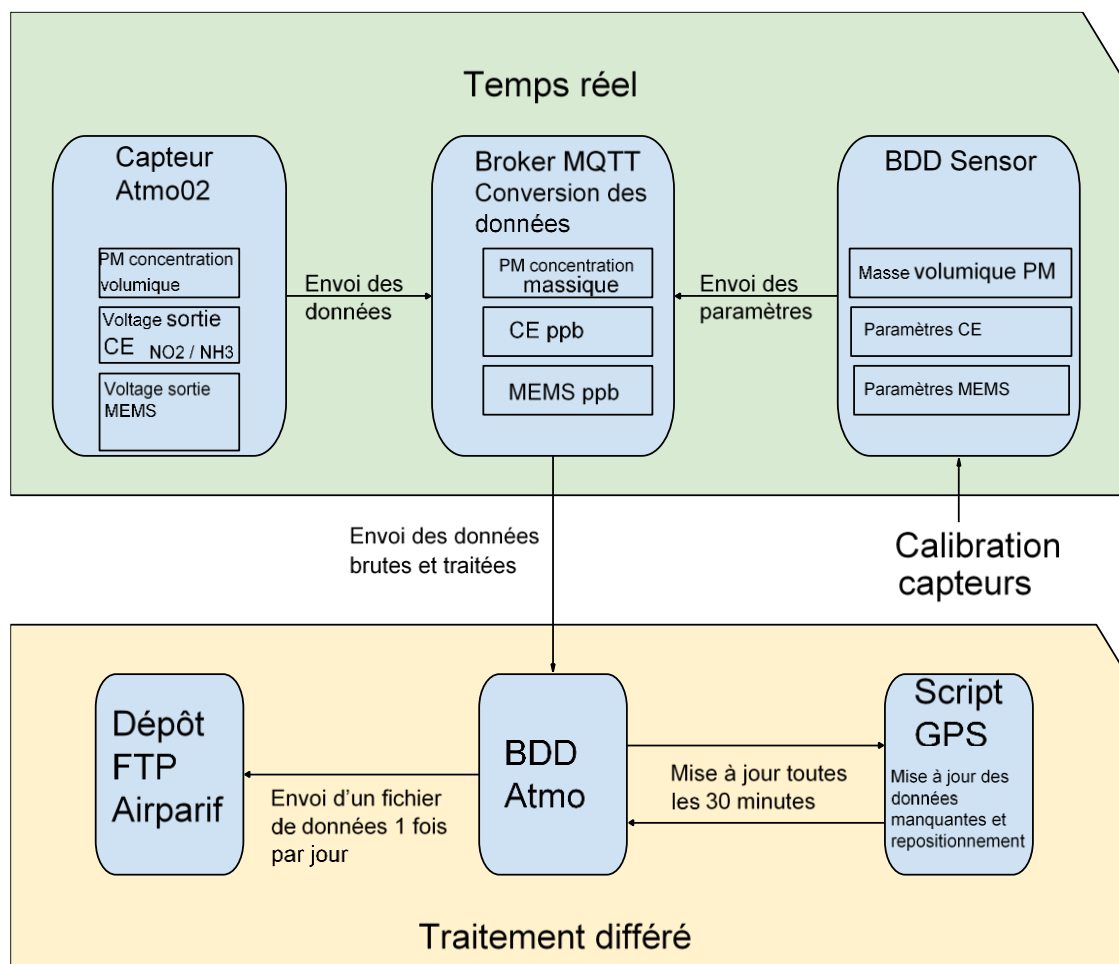 Temps réel
Capteur
Atmo02
PM concentration
volumique
Voltage sortie
CE NO2 / NH3
Voltage sortie
MEMS
Envoi des
données
Broker MQTT
Conversion des
données
PM concentration
massique
CE ppb
MEMS ppb
Envoi des
paramètres
BDD Sensor
Masse volumique PM
Paramètres CE
Paramètres MEMS
Envoi des données
brutes et traitées
Calibration
capteurs
Dépôt
FTP
Airparif
Envoi d'un fichier
de données 1 fois
par jour
BDD
Atmo
Mise à jour toutes
les 30 minutes
Script
GPS
Mise à jour des
données
manquantes et
repositionnement
Traitement différé